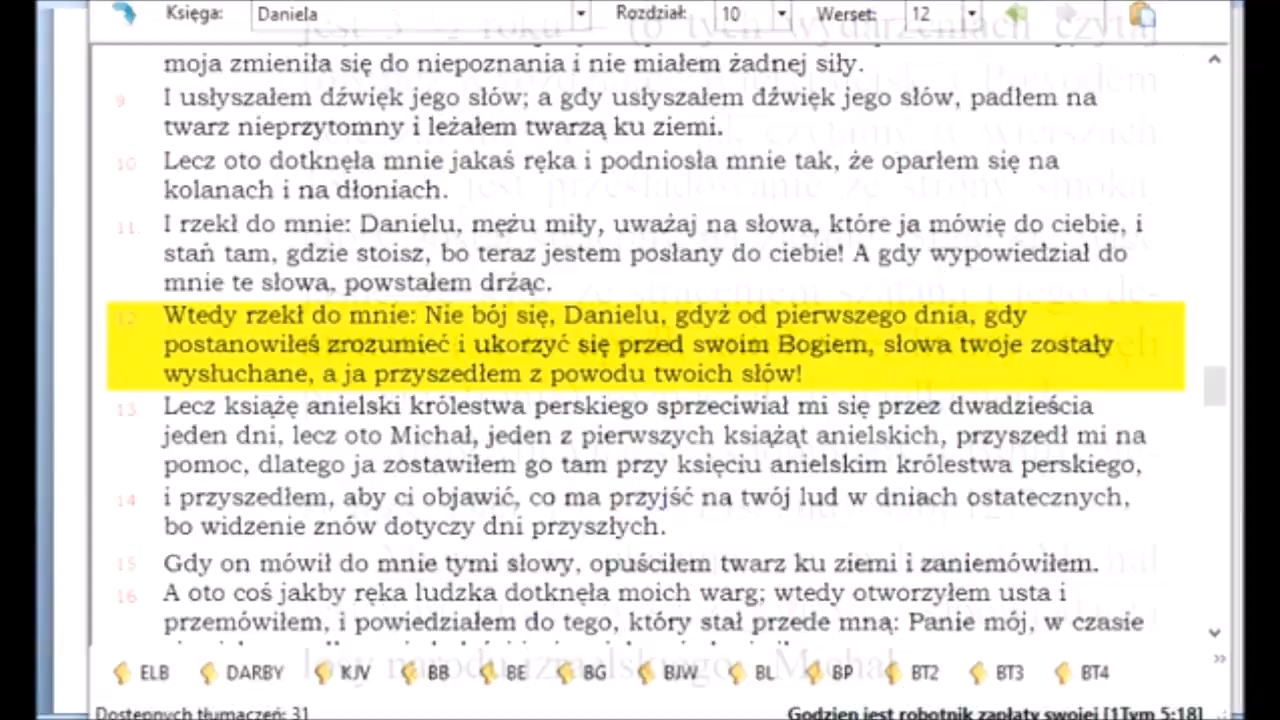 Księga: Daniela Rozdział: 10 Werset: 12
moja zmieniła się do niepoznania i nie miałem żadnej siły.
9 I usłyszałem dźwięk jego słów; a gdy usłyszałem dźwięk jego słów, padłem na
twarz nieprzytomny i leżałem twarzą ku ziemi.
10 Lecz oto dotknęła mnie jakaś ręka i podniosła mnie tak, że oparłem się na
kolanach i na dłoniach.
11 I rzekł do mnie: Danielu, mężu miły, uważaj na słowa, które ja mówię do ciebie, i
stań tam, gdzie stoisz, bo teraz jestem posłany do ciebie! A gdy wypowiedział do
mnie te słowa, powstałem drżąc.
12 Wtedy rzekł do mnie: Nie bój się, Danielu, gdyż od pierwszego dnia, gdy
postanowiłeś zrozumieć i ukorzyć się przed swoim Bogiem, słowa twoje zostały
wysłuchane, a ja przyszedłem z powodu twoich słów!
13 Lecz książę anielski królestwa perskiego sprzeciwiał mi się przez dwadzieścia
jeden dni, lecz oto Michał, jeden z pierwszych książąt anielskich, przyszedł mi na
pomoc, dlatego ja zostawiłem go tam przy księciu anielskim królestwa perskiego,
14 i przyszedłem, aby ci objawić, co ma przyjść na twój lud w dniach ostatecznych,
bo widzenie znów dotyczy dni przyszłych.
15 Gdy on mówił do mnie tymi słowy, opuściłem twarz ku ziemi i zaniemówiłem.
16 A oto coś jakby ręka ludzka dotknęła moich warg; wtedy otworzyłem usta i
przemówiłem, i powiedziałem do tego, który stał przede mną: Panie mój, w czasie
ELB DARBY KJV BB BE BG BJW BL BP BT2 BT3 BT4
Dostępnych tłumaczeń: 31 Godzien jest robotnik zapłaty swojej [1Tym 5:18]